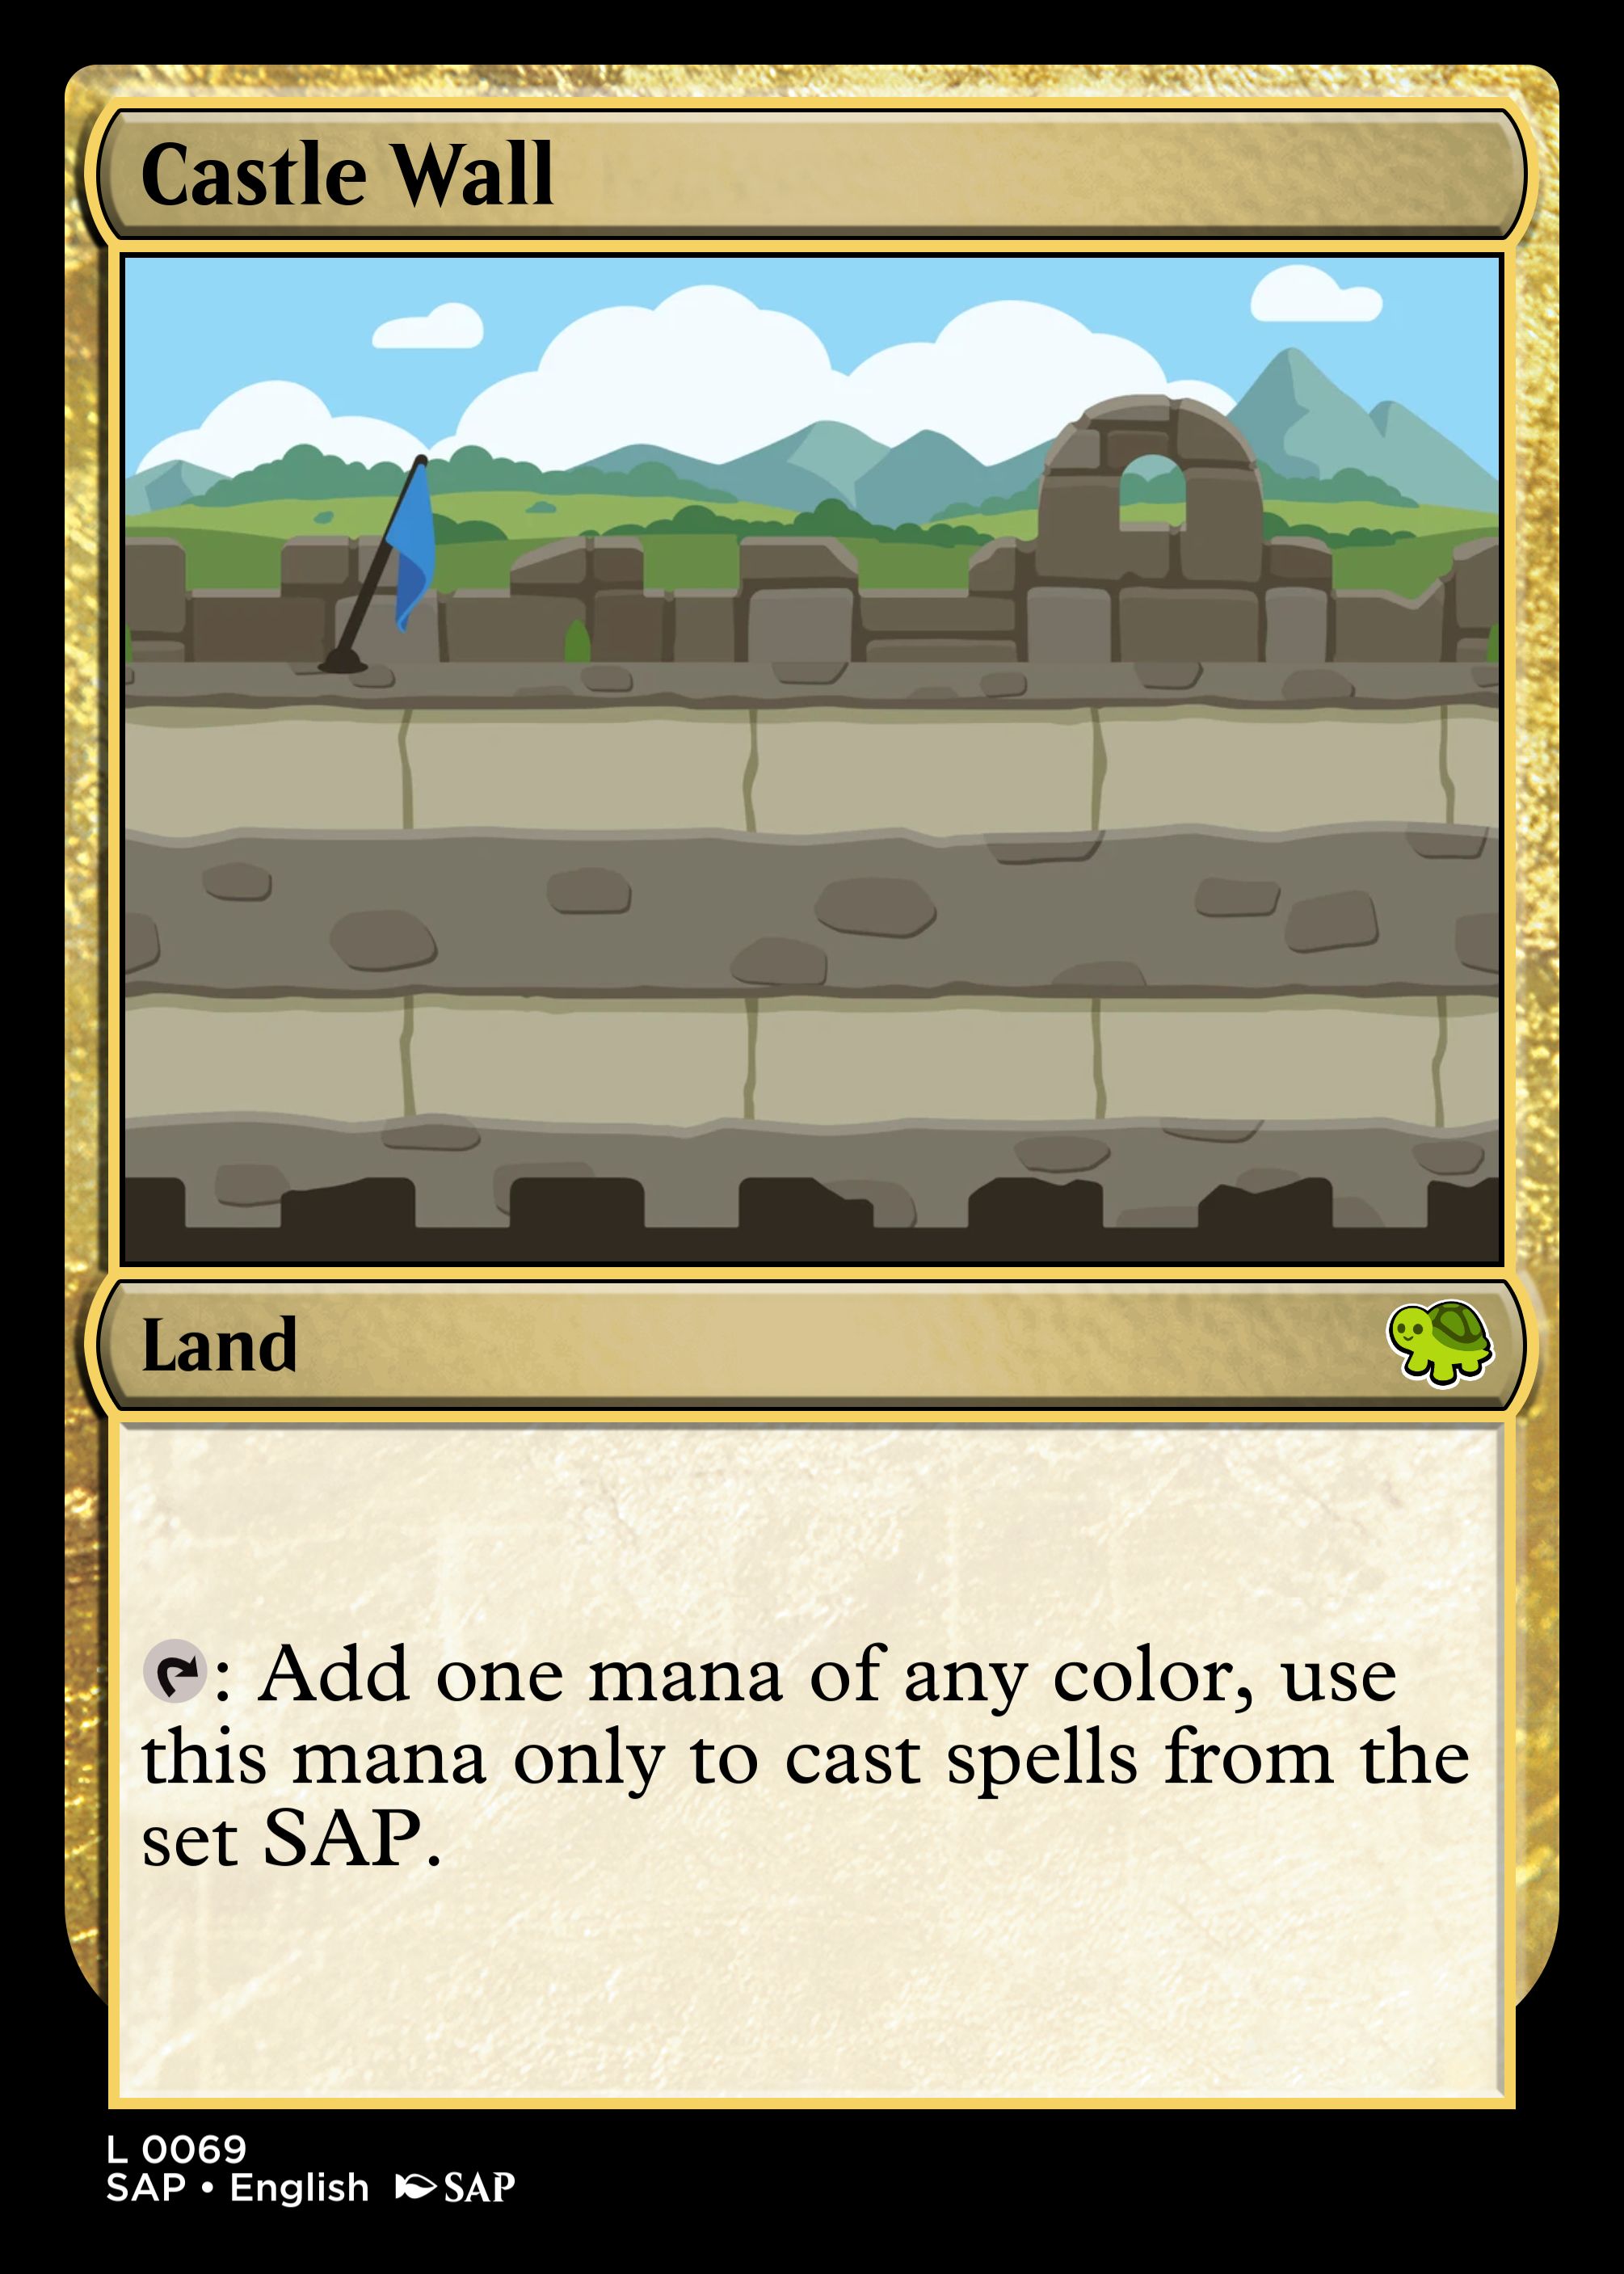 Castle Wall
Land
: Add one mana of any color, use
this mana only to cast spells from the
set SAP.
L 0069
SAP • English SAP